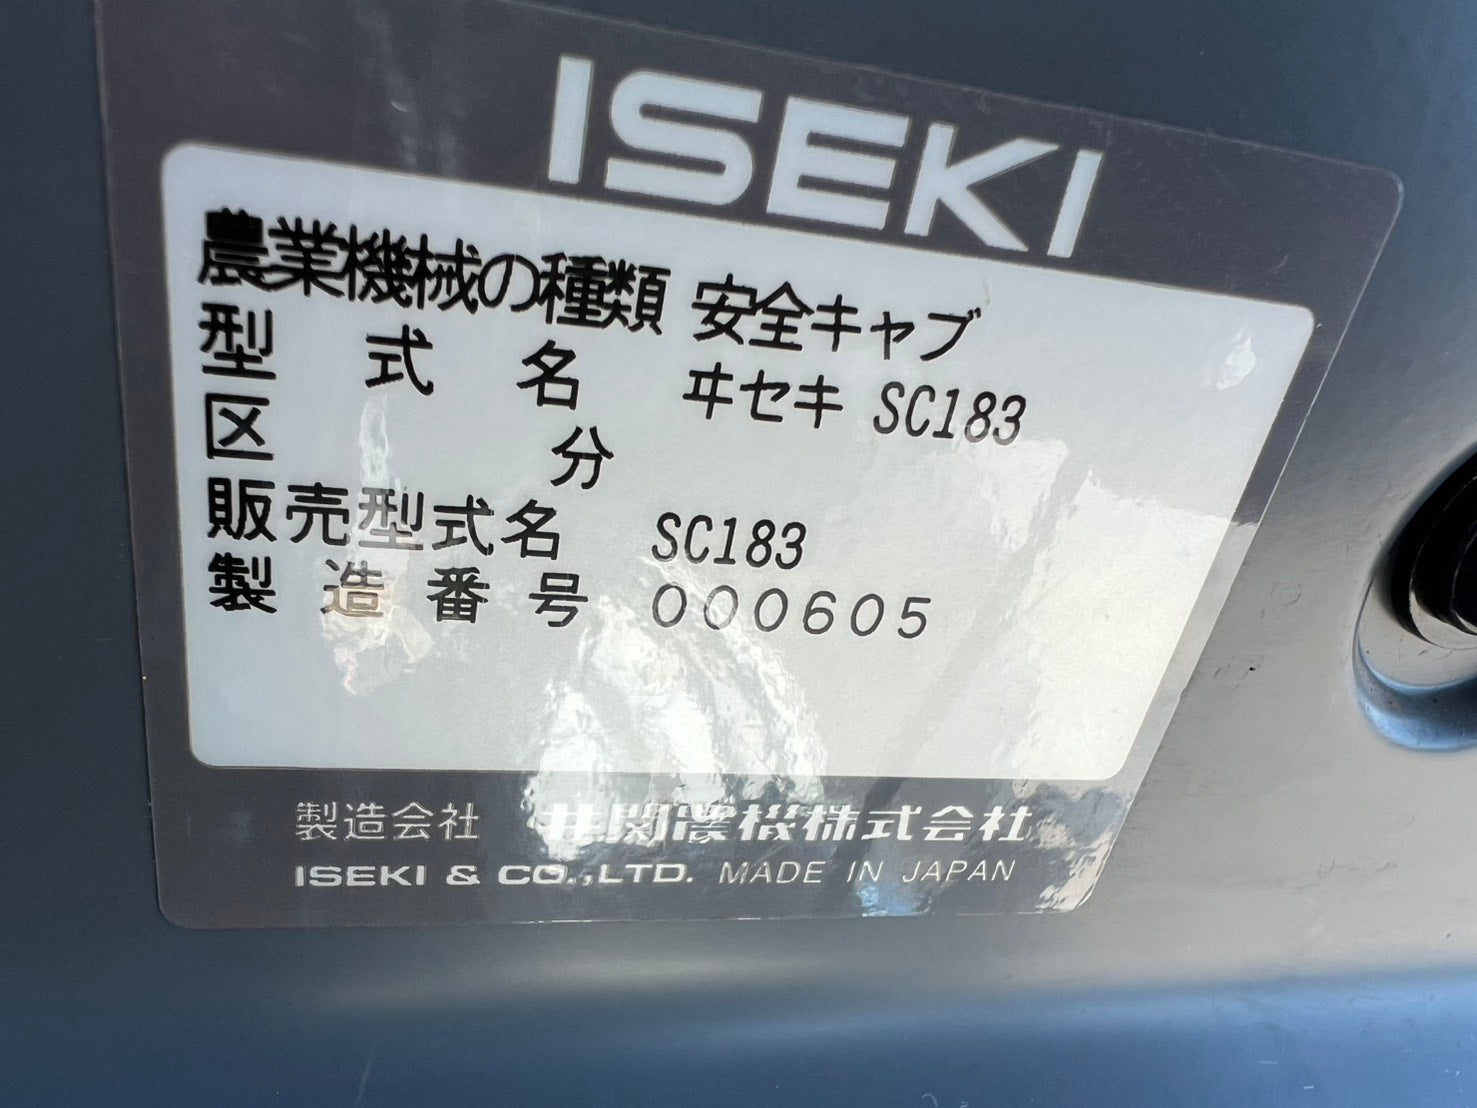 ISEKI
農業機械の種類 安全キャブ
型式名 ヰセキ SC183
区分
販売型式名 SC183
製造番号 000605
製造会社 井関農機株式会社
ISEKI & CO.,LTD. MADE IN JAPAN